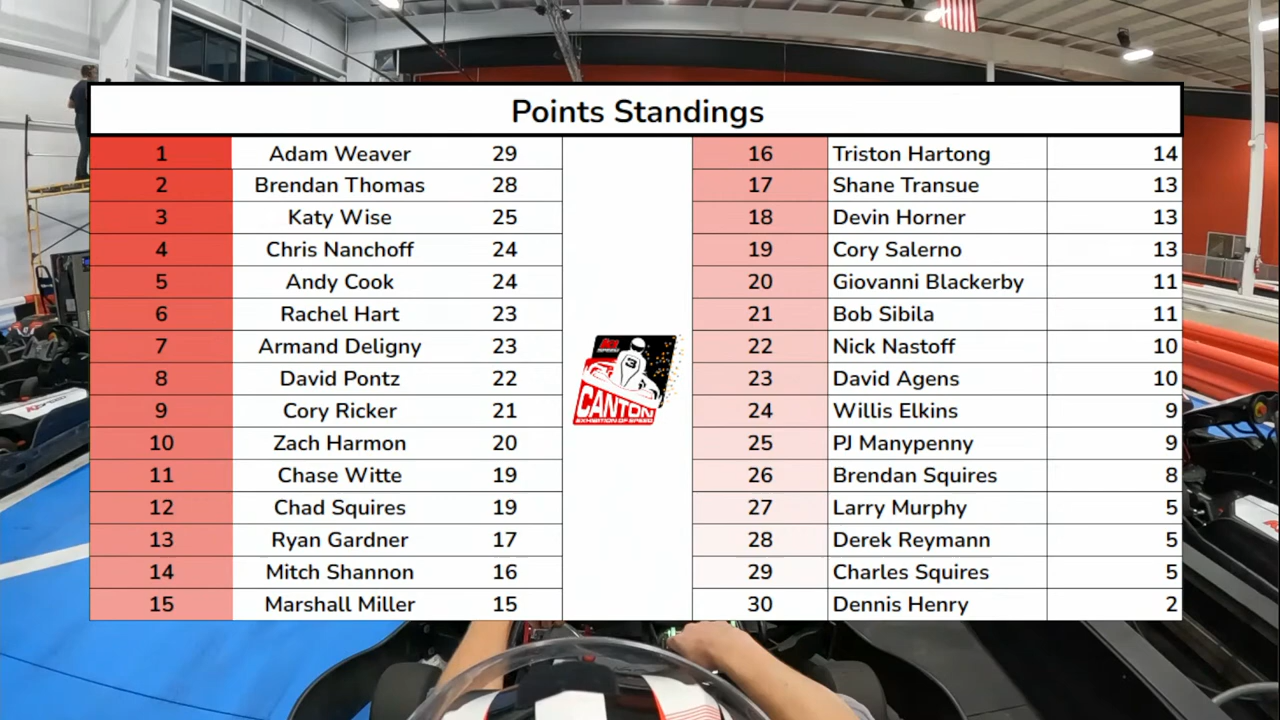 Points Standings
1 Adam Weaver 29
2 Brendan Thomas 28
3 Katy Wise 25
4 Chris Nanchoff 24
5 Andy Cook 24
6 Rachel Hart 23
7 Armand Deligny 23
8 David Pontz 22
9 Cory Ricker 21
10 Zach Harmon 20
11 Chase Witte 19
12 Chad Squires 19
13 Ryan Gardner 17
14 Mitch Shannon 16
15 Marshall Miller 15
3
CANTON
EXHIBITION OF SPEED
16 Triston Hartong 14
17 Shane Transue 13
18 Devin Horner 13
19 Cory Salerno 13
20 Giovanni Blackerby 11
21 Bob Sibila 11
22 Nick Nastoff 10
23 David Agens 10
24 Willis Elkins 9
25 PJ Manypenny 9
26 Brendan Squires 8
27 Larry Murphy 5
28 Derek Reymann 5
29 Charles Squires 5
30 Dennis Henry 2